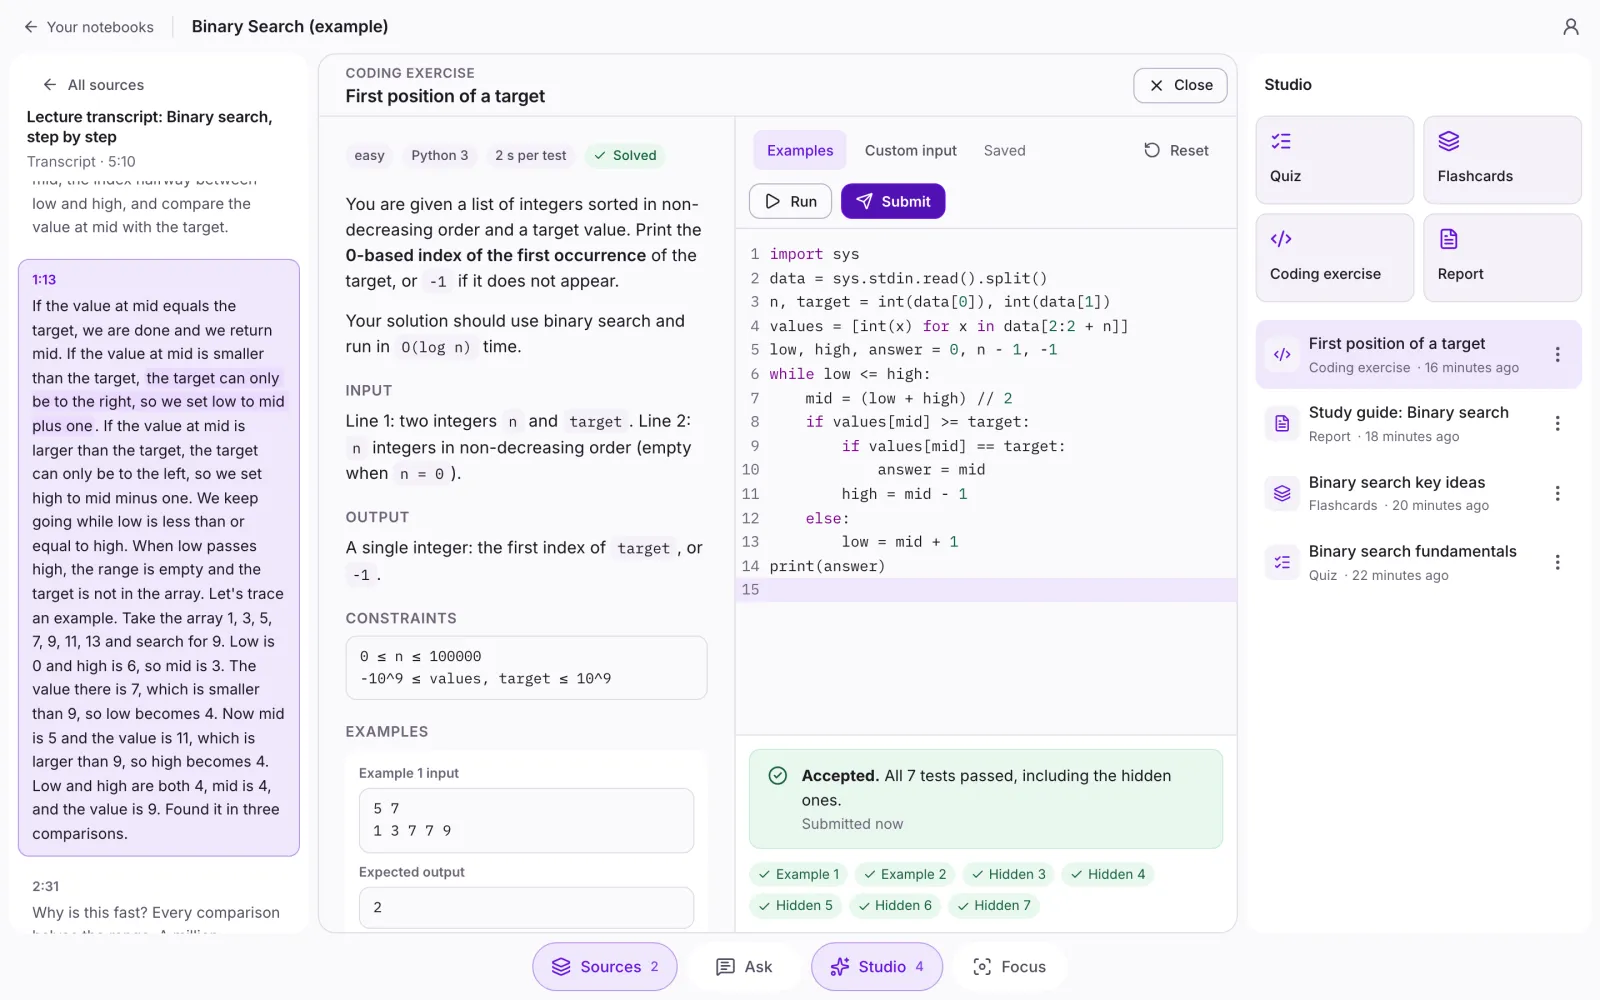 Your notebooks
Binary Search (example)
All sources
Lecture transcript: Binary search,
step by step
Transcript · 5:10
mid, the index halfway between
low and high, and compare the
value at mid with the target.
1:13
If the value at mid equals the
target, we are done and we return
mid. If the value at mid is smaller
than the target, the target can only
be to the right, so we set low to mid
plus one. If the value at mid is
larger than the target, the target
can only be to the left, so we set
high to mid minus one. We keep
going while low is less than or
equal to high. When low passes
high, the range is empty and the
target is not in the array. Let's trace
an example. Take the array 1, 3, 5,
7, 9, 11, 13 and search for 9. Low is
0 and high is 6, so mid is 3. The
value there is 7, which is smaller
than 9, so low becomes 4. Now mid
is 5 and the value is 11, which is
larger than 9, so high becomes 4.
Low and high are both 4, mid is 4,
and the value is 9. Found it in three
comparisons.
2:31
Why is this fast? Every comparison
halves the range. A million
CODING EXERCISE
First position of a target
Close
easy
Python 3
2 s per test
Solved
You are given a list of integers sorted in non-
decreasing order and a target value. Print the
0-based index of the first occurrence of the
target, or -1 if it does not appear.
Your solution should use binary search and
run in O(log n) time.
INPUT
Line 1: two integers n and target. Line 2:
n integers in non-decreasing order (empty
when n = 0).
OUTPUT
A single integer: the first index of target, or
-1.
CONSTRAINTS
0 ≤ n ≤ 100000
-10^9 ≤ values, target ≤ 10^9
EXAMPLES
Example 1 input
5 7
1 3 7 7 9
Expected output
2
Examples
Custom input
Saved
Reset
Run
Submit
1 import sys
2 data = sys.stdin.read().split()
3 n, target = int(data[0]), int(data[1])
4 values = [int(x) for x in data[2:2 + n]]
5 low, high, answer = 0, n - 1, -1
6 while low <= high:
7     mid = (low + high) // 2
8     if values[mid] >= target:
9         if values[mid] == target:
10             answer = mid
11         high = mid - 1
12     else:
13         low = mid + 1
14 print(answer)
15
Accepted. All 7 tests passed, including the hidden
ones.
Submitted now
Example 1
Example 2
Hidden 3
Hidden 4
Hidden 5
Hidden 6
Hidden 7
Studio
Quiz
Flashcards
Coding exercise
Report
First position of a target
Coding exercise · 16 minutes ago
Study guide: Binary search
Report · 18 minutes ago
Binary search key ideas
Flashcards · 20 minutes ago
Binary search fundamentals
Quiz · 22 minutes ago
Sources 2
Ask
Studio 4
Focus